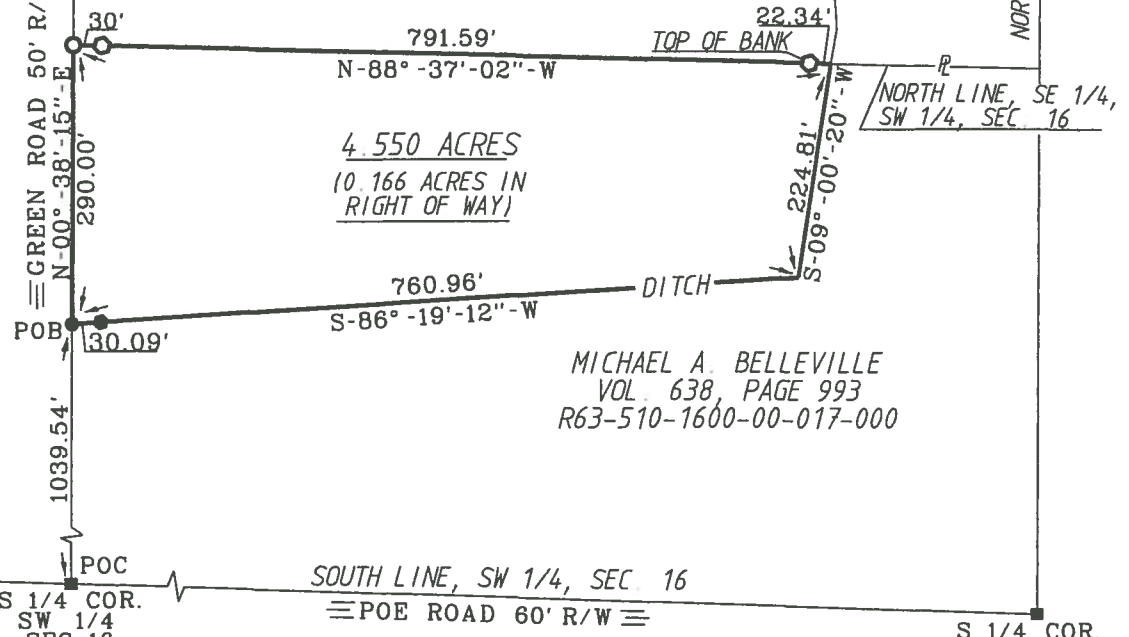 30'
791.59'
22.34'
TOP OF BANK
N-88°-37'-02"-W
NORTH LINE, SE 1/4,
SW 1/4, SEC. 16
GREEN ROAD 50' R/
N-00°-38'-15"-E
290.00'
4.550 ACRES
(0.166 ACRES IN
RIGHT OF WAY)
224.81'
S-09°-00'-20"-W
760.96'
DITCH
S-86°-19'-12"-W
POB
30.09'
MICHAEL A. BELLEVILLE
VOL. 638, PAGE 993
R63-510-1600-00-017-000
1039.54'
POC
SOUTH LINE, SW 1/4, SEC. 16
POE ROAD 60' R/W
S 1/4 COR.
SW 1/4
S 1/4 COR.
NOR
PL